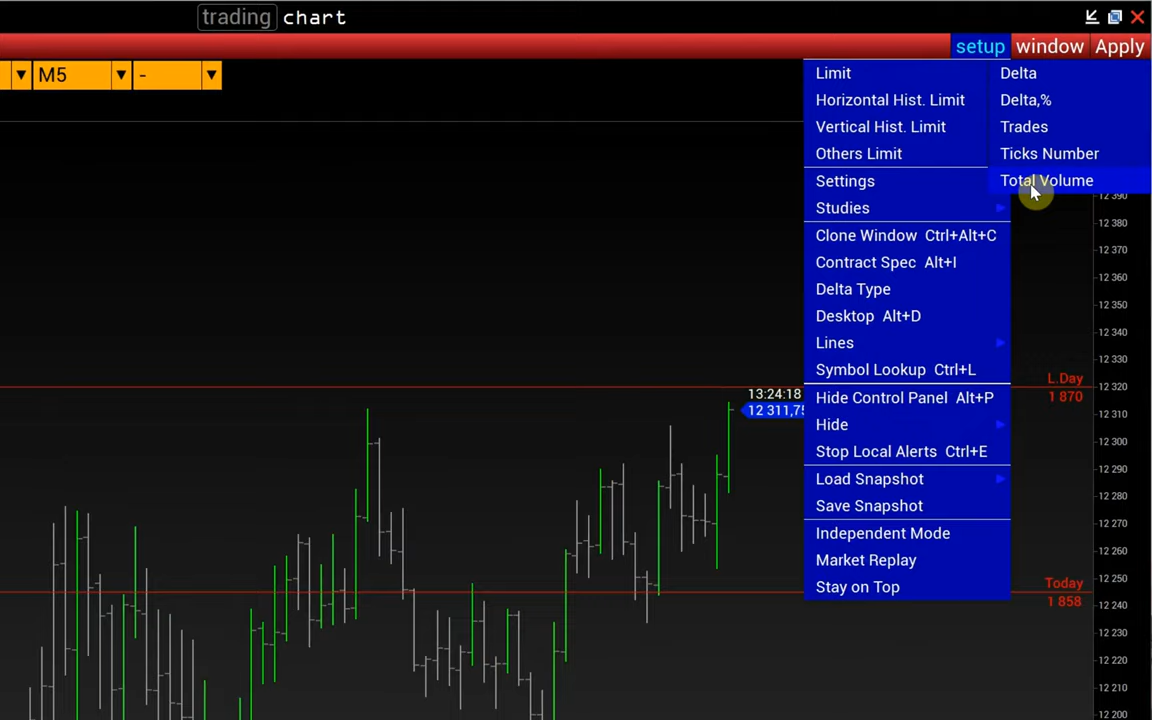 trading chart
setup window Apply
M5 -
Limit
Horizontal Hist. Limit
Vertical Hist. Limit
Others Limit
Settings
Studies
Clone Window Ctrl+Alt+C
Contract Spec Alt+I
Delta Type
Desktop Alt+D
Lines
Symbol Lookup Ctrl+L
Hide Control Panel Alt+P
Hide
Stop Local Alerts Ctrl+E
Load Snapshot
Save Snapshot
Independent Mode
Market Replay
Stay on Top
Delta
Delta,%
Trades
Ticks Number
Total Volume
13:24:18
12 311,75
L.Day
1 870
Today
1 858
12 390
12 380
12 370
12 360
12 350
12 340
12 330
12 320
12 310
12 300
12 290
12 280
12 270
12 260
12 250
12 240
12 230
12 220
12 210
12 200